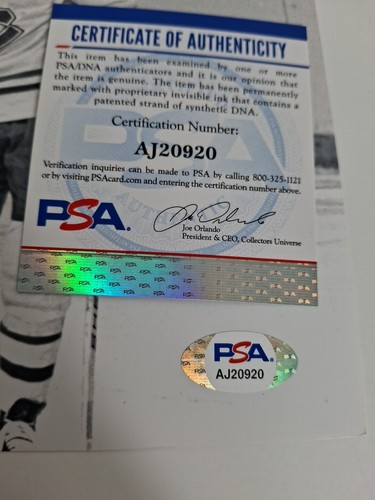 CERTIFICATE OF AUTHENTICITY
This item has been examined by one or more
PSA/DNA authenticators and it is our opinion that
the item is genuine. The item has been permanently
marked with proprietary invisible ink that contains a
patented strand of synthetic DNA.
Certification Number:
AJ20920
Verification inquiries can be made to PSA by calling 800-325-1121
or by visiting PSAcard.com and entering the certification number above.
PSA.
Joe Orlando
President & CEO, Collectors Universe
PSA.
AJ20920